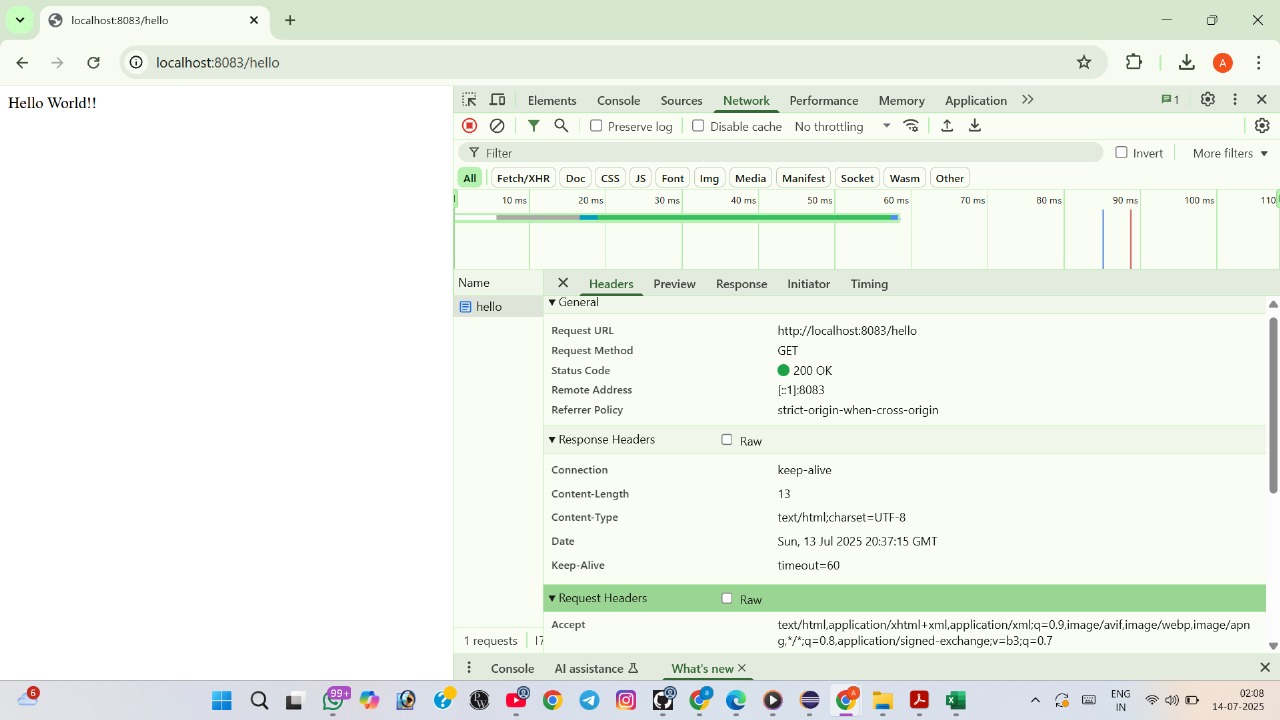 localhost:8083/hello
localhost:8083/hello
A
Hello World!!
Elements Console Sources Network Performance Memory Application 1
Preserve log Disable cache No throttling
Filter Invert More filters
All Fetch/XHR Doc CSS JS Font Img Media Manifest Socket Wasm Other
10 ms 20 ms 30 ms 40 ms 50 ms 60 ms 70 ms 80 ms 90 ms 100 ms 110
Name Headers Preview Response Initiator Timing
hello
General
Request URL http://localhost:8083/hello
Request Method GET
Status Code 200 OK
Remote Address [::1]:8083
Referrer Policy strict-origin-when-cross-origin
Response Headers Raw
Connection keep-alive
Content-Length 13
Content-Type text/html;charset=UTF-8
Date Sun, 13 Jul 2025 20:37:15 GMT
Keep-Alive timeout=60
Request Headers Raw
Accept text/html,application/xhtml+xml,application/xml;q=0.9,image/avif,image/webp,image/apn
g,*/*;q=0.8,application/signed-exchange;v=b3;q=0.7
1 requests
Console AI assistance What's new
6 99+ ENG 02:08
IN 14-07-2025